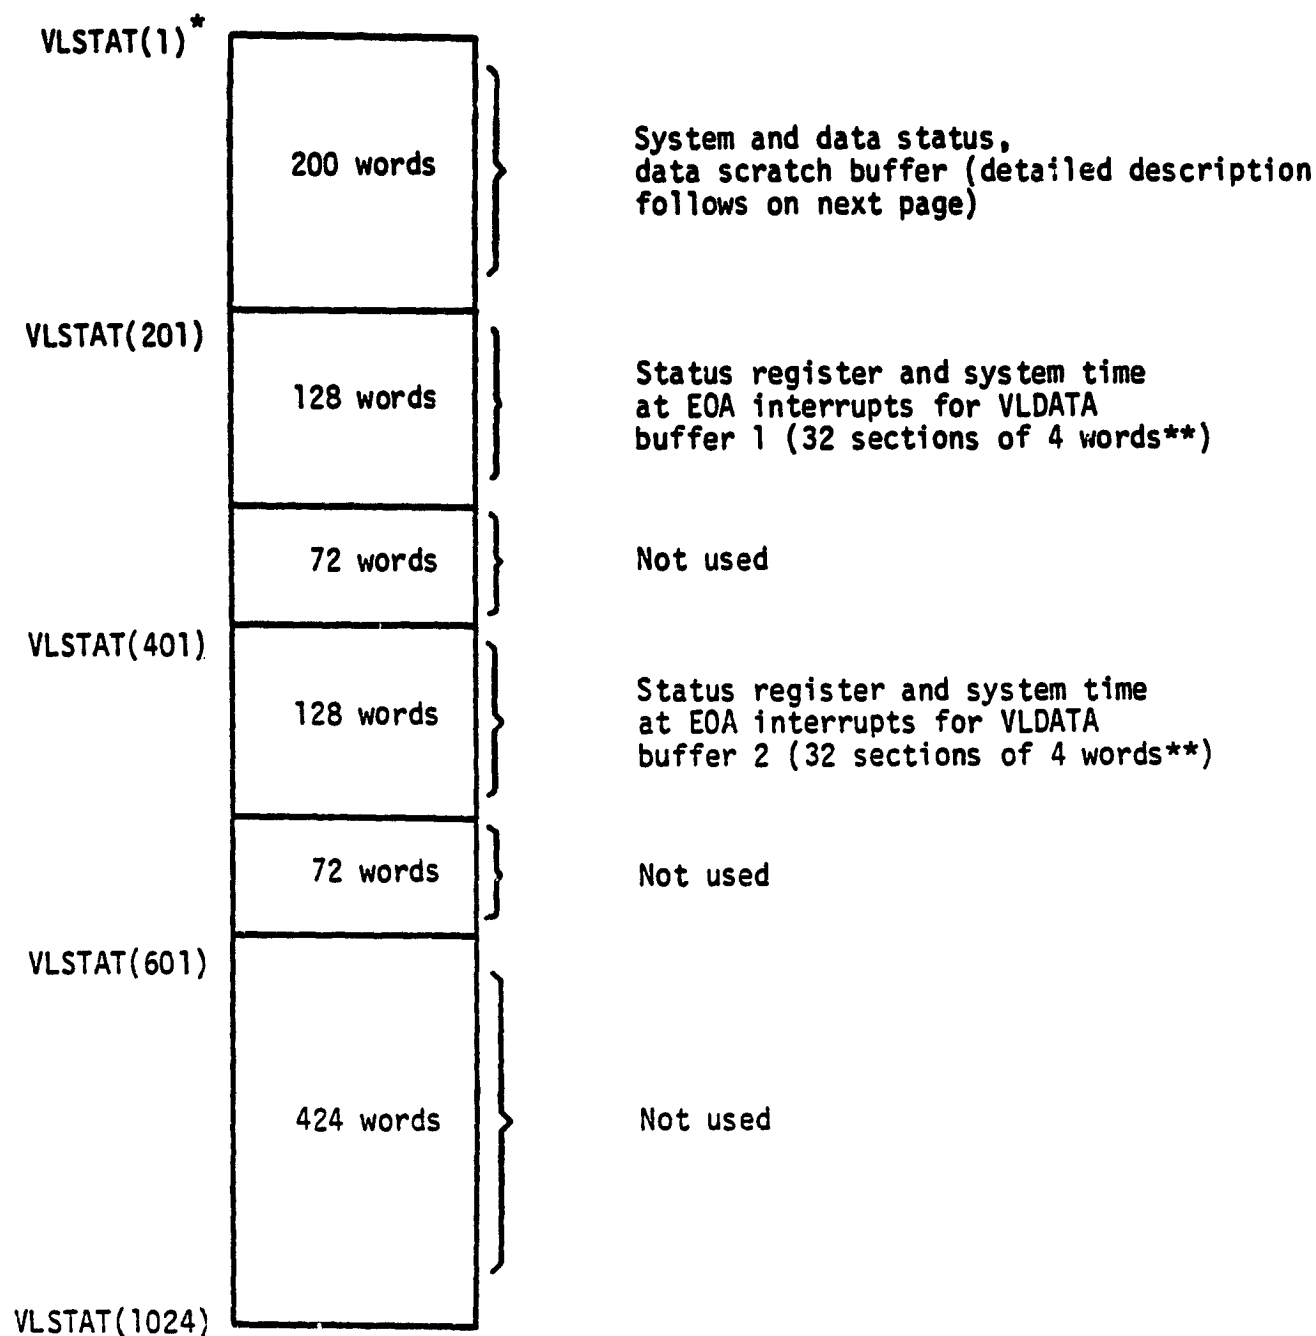 VLSTAT(1)*
200 words
System and data status,
data scratch buffer (detailed description
follows on next page)
VLSTAT(201)
128 words
Status register and system time
at EOA interrupts for VLDATA
buffer 1 (32 sections of 4 words**)
72 words
Not used
VLSTAT(401)
128 words
Status register and system time
at EOA interrupts for VLDATA
buffer 2 (32 sections of 4 words**)
72 words
Not used
VLSTAT(601)
424 words
Not used
VLSTAT(1024)